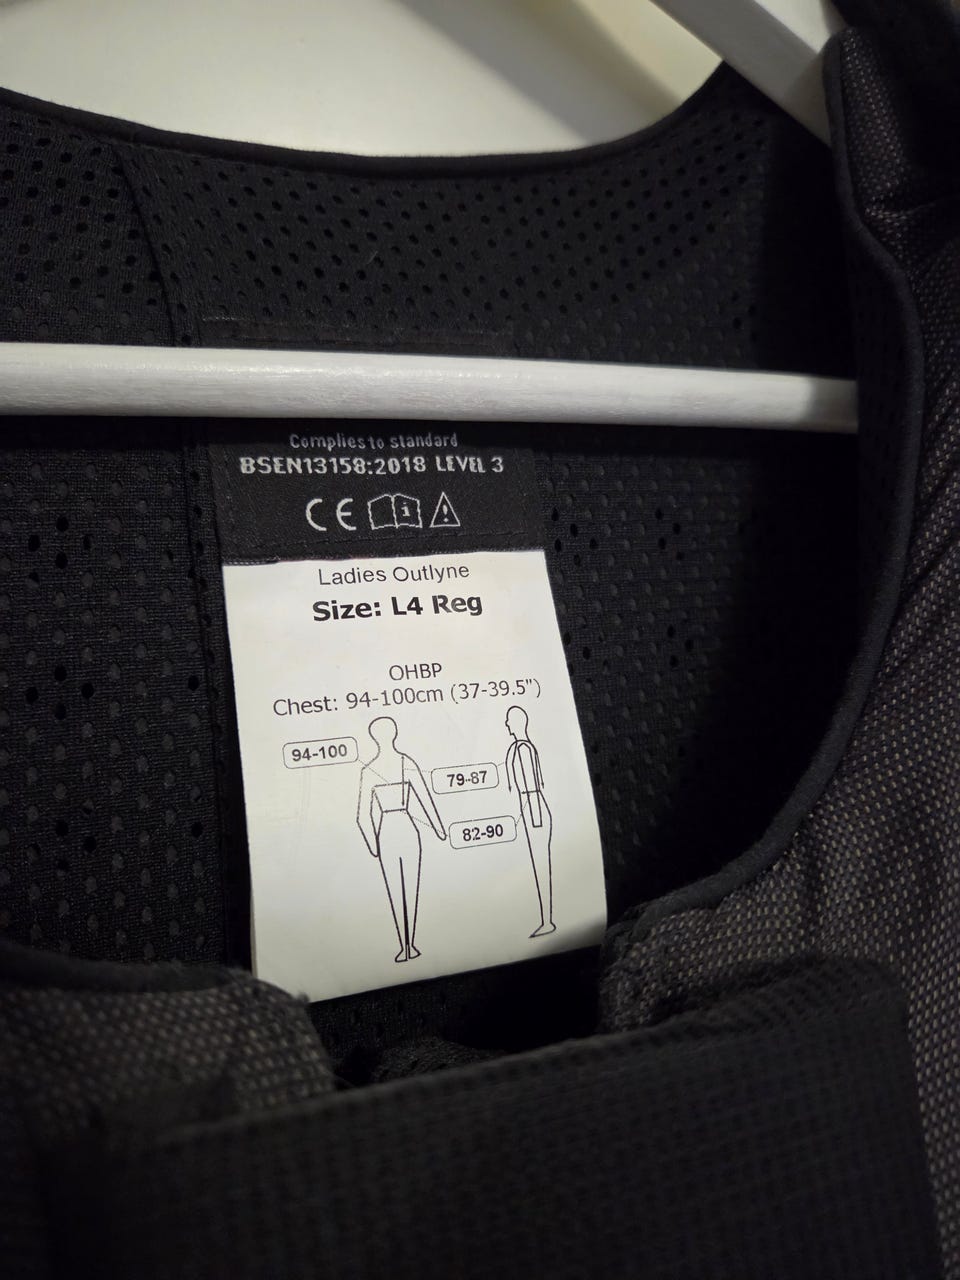 Complies to standard
BSEN13158:2018 LEVEL 3
CE i !
Ladies Outlyne
Size: L4 Reg
OHBP
Chest: 94-100cm (37-39.5")
94-100
79-87
82-90